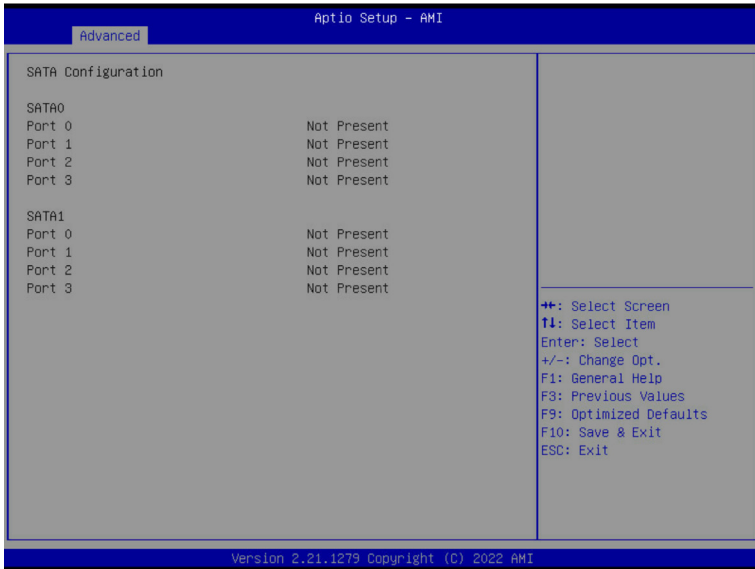 Aptio Setup – AMI
Advanced
SATA Configuration
SATA0
Port 0 Not Present
Port 1 Not Present
Port 2 Not Present
Port 3 Not Present
SATA1
Port 0 Not Present
Port 1 Not Present
Port 2 Not Present
Port 3 Not Present
→←: Select Screen
↑↓: Select Item
Enter: Select
+/-: Change Opt.
F1: General Help
F3: Previous Values
F9: Optimized Defaults
F10: Save & Exit
ESC: Exit
Version 2.21.1279 Copyright (C) 2022 AMI